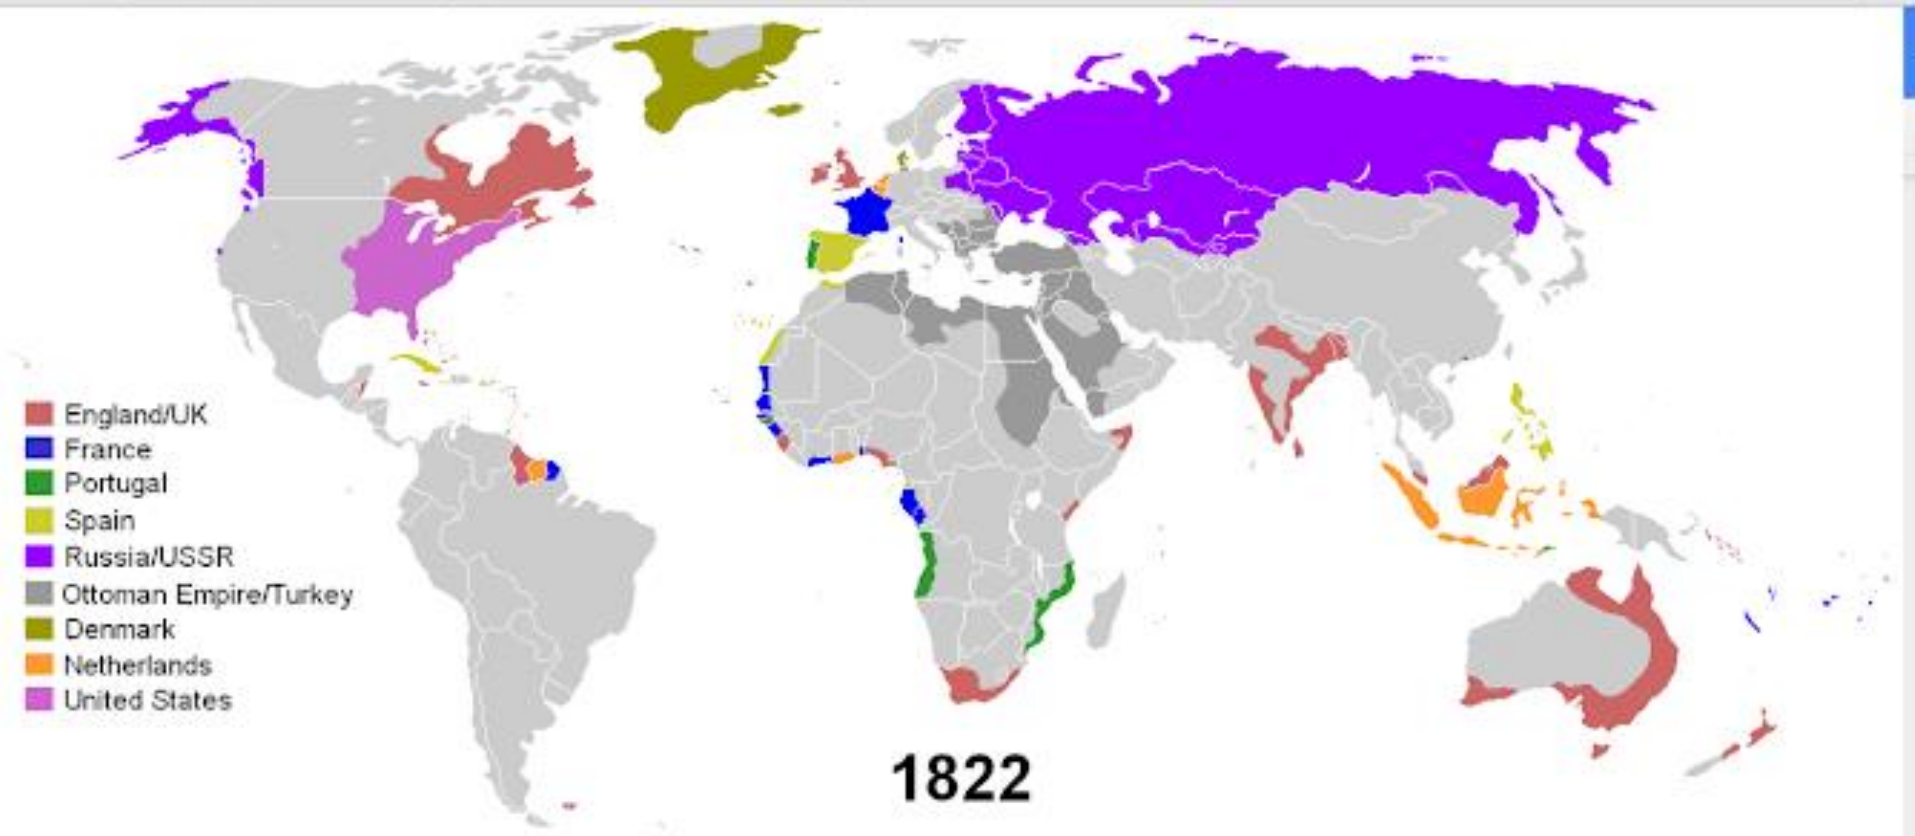 England/UK
France
Portugal
Spain
Russia/USSR
Ottoman Empire/Turkey
Denmark
Netherlands
United States
1822